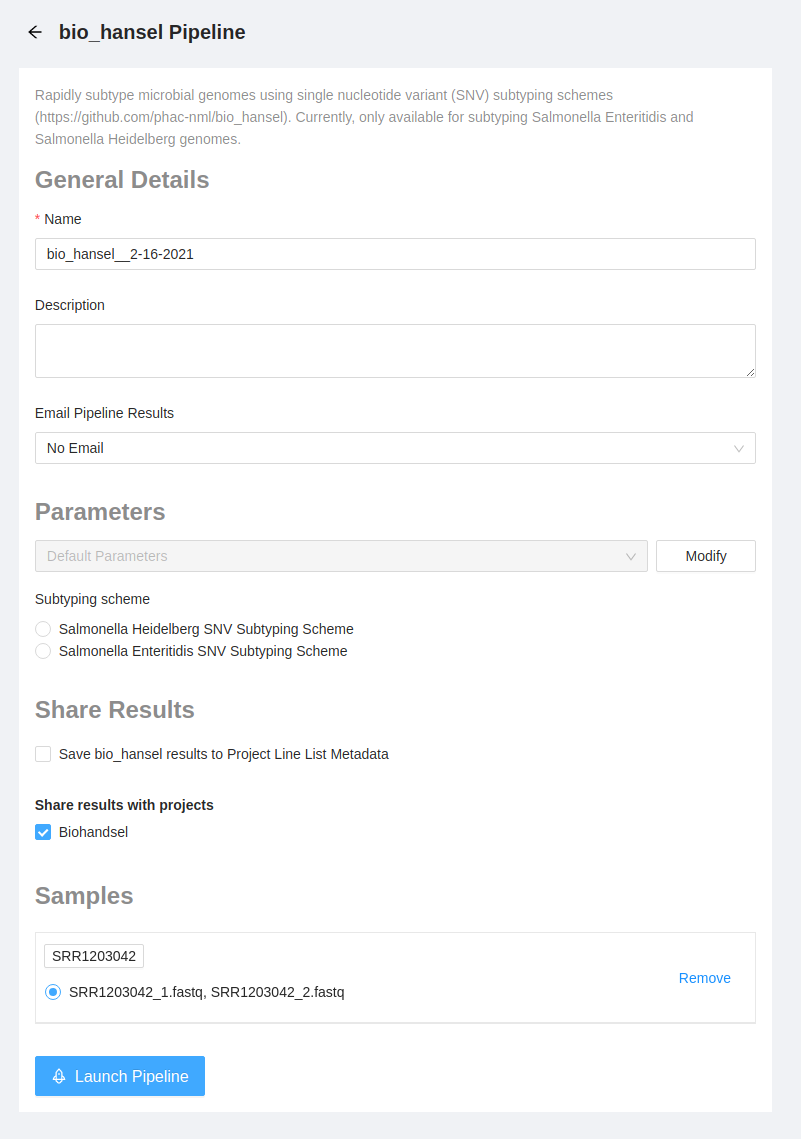 bio_hansel Pipeline
Rapidly subtype microbial genomes using single nucleotide variant (SNV) subtyping schemes
(https://github.com/phac-nml/bio_hansel). Currently, only available for subtyping Salmonella Enteritidis and
Salmonella Heidelberg genomes.
General Details
* Name
bio_hansel__2-16-2021
Description
Email Pipeline Results
No Email
Parameters
Default Parameters
Modify
Subtyping scheme
Salmonella Heidelberg SNV Subtyping Scheme
Salmonella Enteritidis SNV Subtyping Scheme
Share Results
Save bio_hansel results to Project Line List Metadata
Share results with projects
Biohandsel
Samples
SRR1203042
Remove
SRR1203042_1.fastq, SRR1203042_2.fastq
Launch Pipeline